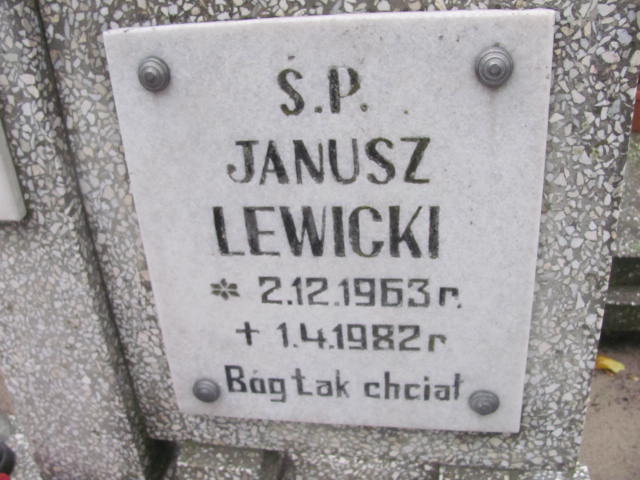 Ś.P.
JANUSZ
LEWICKI
* 2.12.1963 r.
+ 1.4.1982 r
Bóg tak chciał